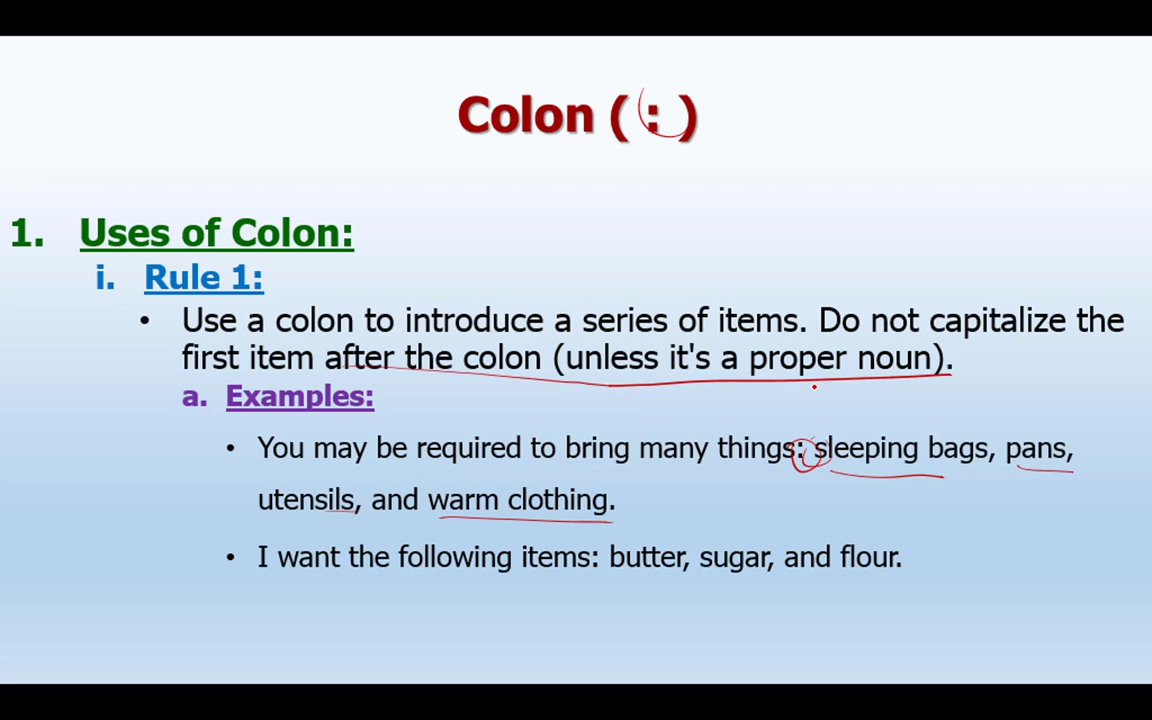 Colon ( : )
1. Uses of Colon:
i. Rule 1:
• Use a colon to introduce a series of items. Do not capitalize the
first item after the colon (unless it's a proper noun).
a. Examples:
• You may be required to bring many things: sleeping bags, pans,
utensils, and warm clothing.
• I want the following items: butter, sugar, and flour.